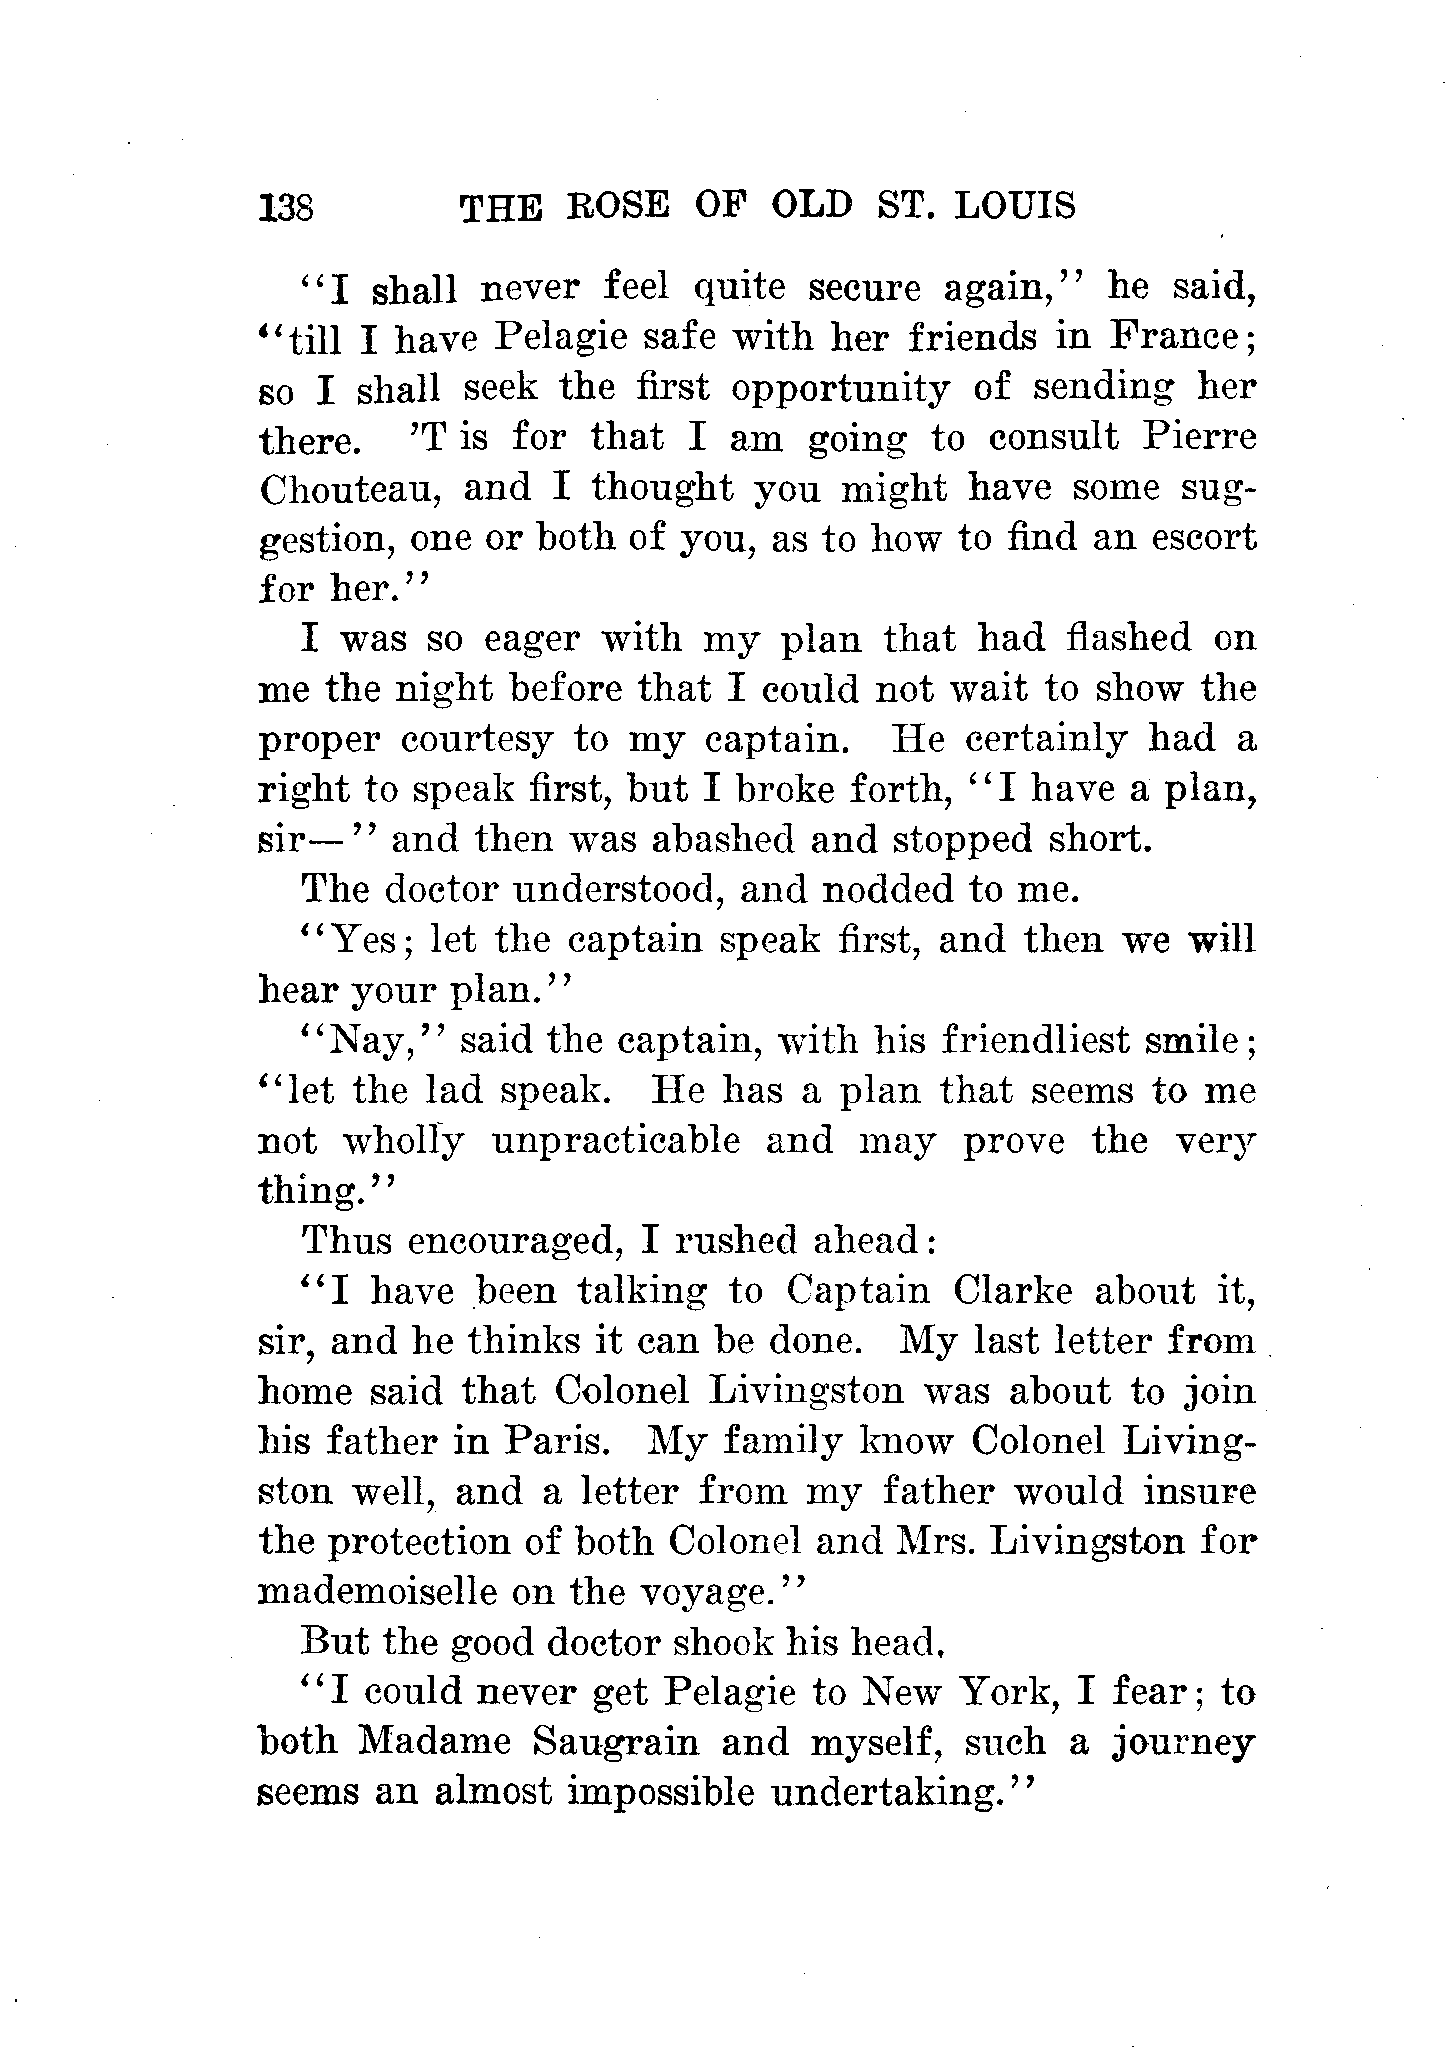 138 THE ROSE OF OLD ST. LOUIS
"I shall never feel quite secure again," he said,
"till I have Pelagie safe with her friends in France;
so I shall seek the first opportunity of sending her
there. 'T is for that I am going to consult Pierre
Chouteau, and I thought you might have some sug-
gestion, one or both of you, as to how to find an escort
for her."
I was so eager with my plan that had flashed on
me the night before that I could not wait to show the
proper courtesy to my captain. He certainly had a
right to speak first, but I broke forth, "I have a plan,
sir—" and then was abashed and stopped short.
The doctor understood, and nodded to me.
"Yes; let the captain speak first, and then we will
hear your plan."
"Nay," said the captain, with his friendliest smile;
"let the lad speak. He has a plan that seems to me
not wholly unpracticable and may prove the very
thing."
Thus encouraged, I rushed ahead:
"I have been talking to Captain Clarke about it,
sir, and he thinks it can be done. My last letter from
home said that Colonel Livingston was about to join
his father in Paris. My family know Colonel Living-
ston well, and a letter from my father would insure
the protection of both Colonel and Mrs. Livingston for
mademoiselle on the voyage."
But the good doctor shook his head.
"I could never get Pelagie to New York, I fear; to
both Madame Saugrain and myself, such a journey
seems an almost impossible undertaking."